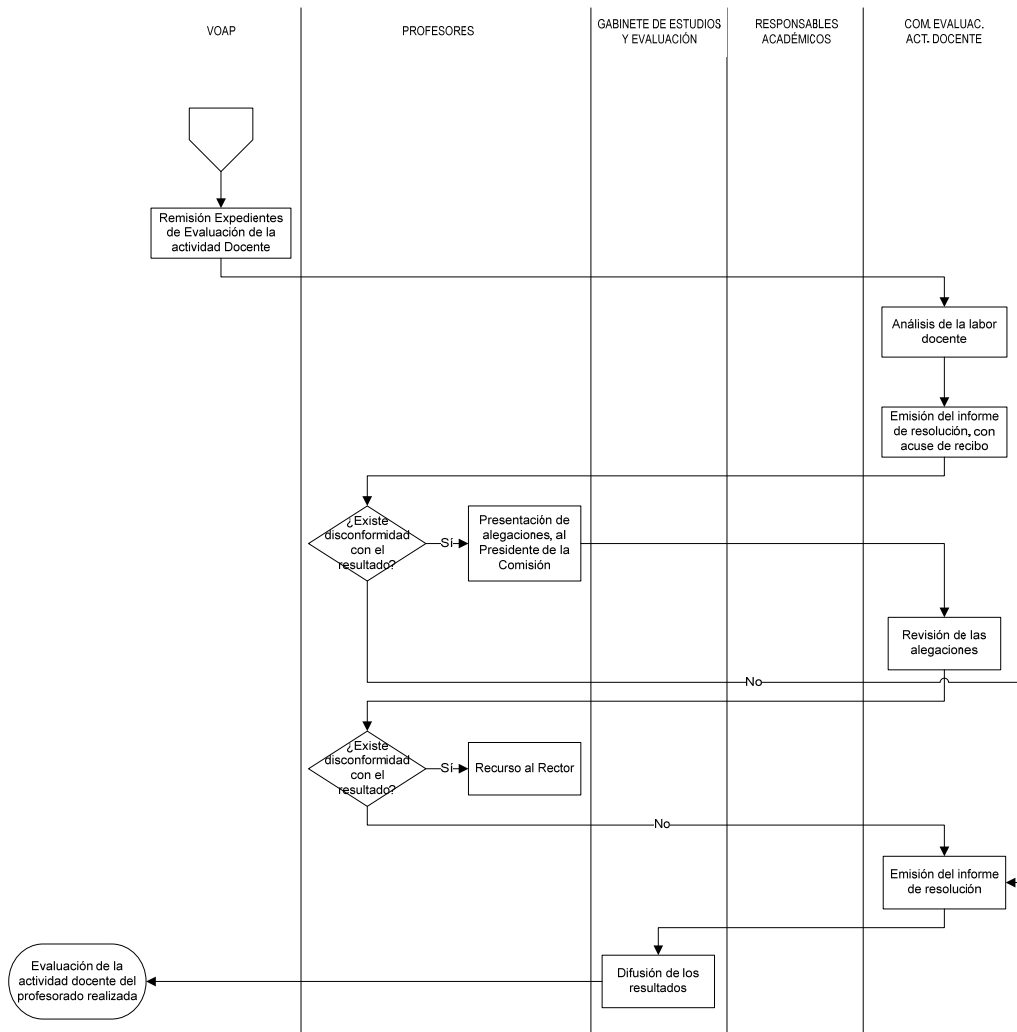 VOAP
PROFESORES
GABINETE DE ESTUDIOS
Y EVALUACIÓN
RESPONSABLES
ACADÉMICOS
COM. EVALUAC.
ACT. DOCENTE
Remisión Expedientes
de Evaluación de la
actividad Docente
Análisis de la labor
docente
Emisión del informe
de resolución, con
acuse de recibo
¿Existe
disconformidad
con el
resultado?
Sí
Presentación de
alegaciones, al
Presidente de la
Comisión
Revisión de las
alegaciones
No
¿Existe
disconformidad
con el
resultado?
Sí
Recurso al Rector
No
Emisión del informe
de resolución
Difusión de los
resultados
Evaluación de la
actividad docente del
profesorado realizada